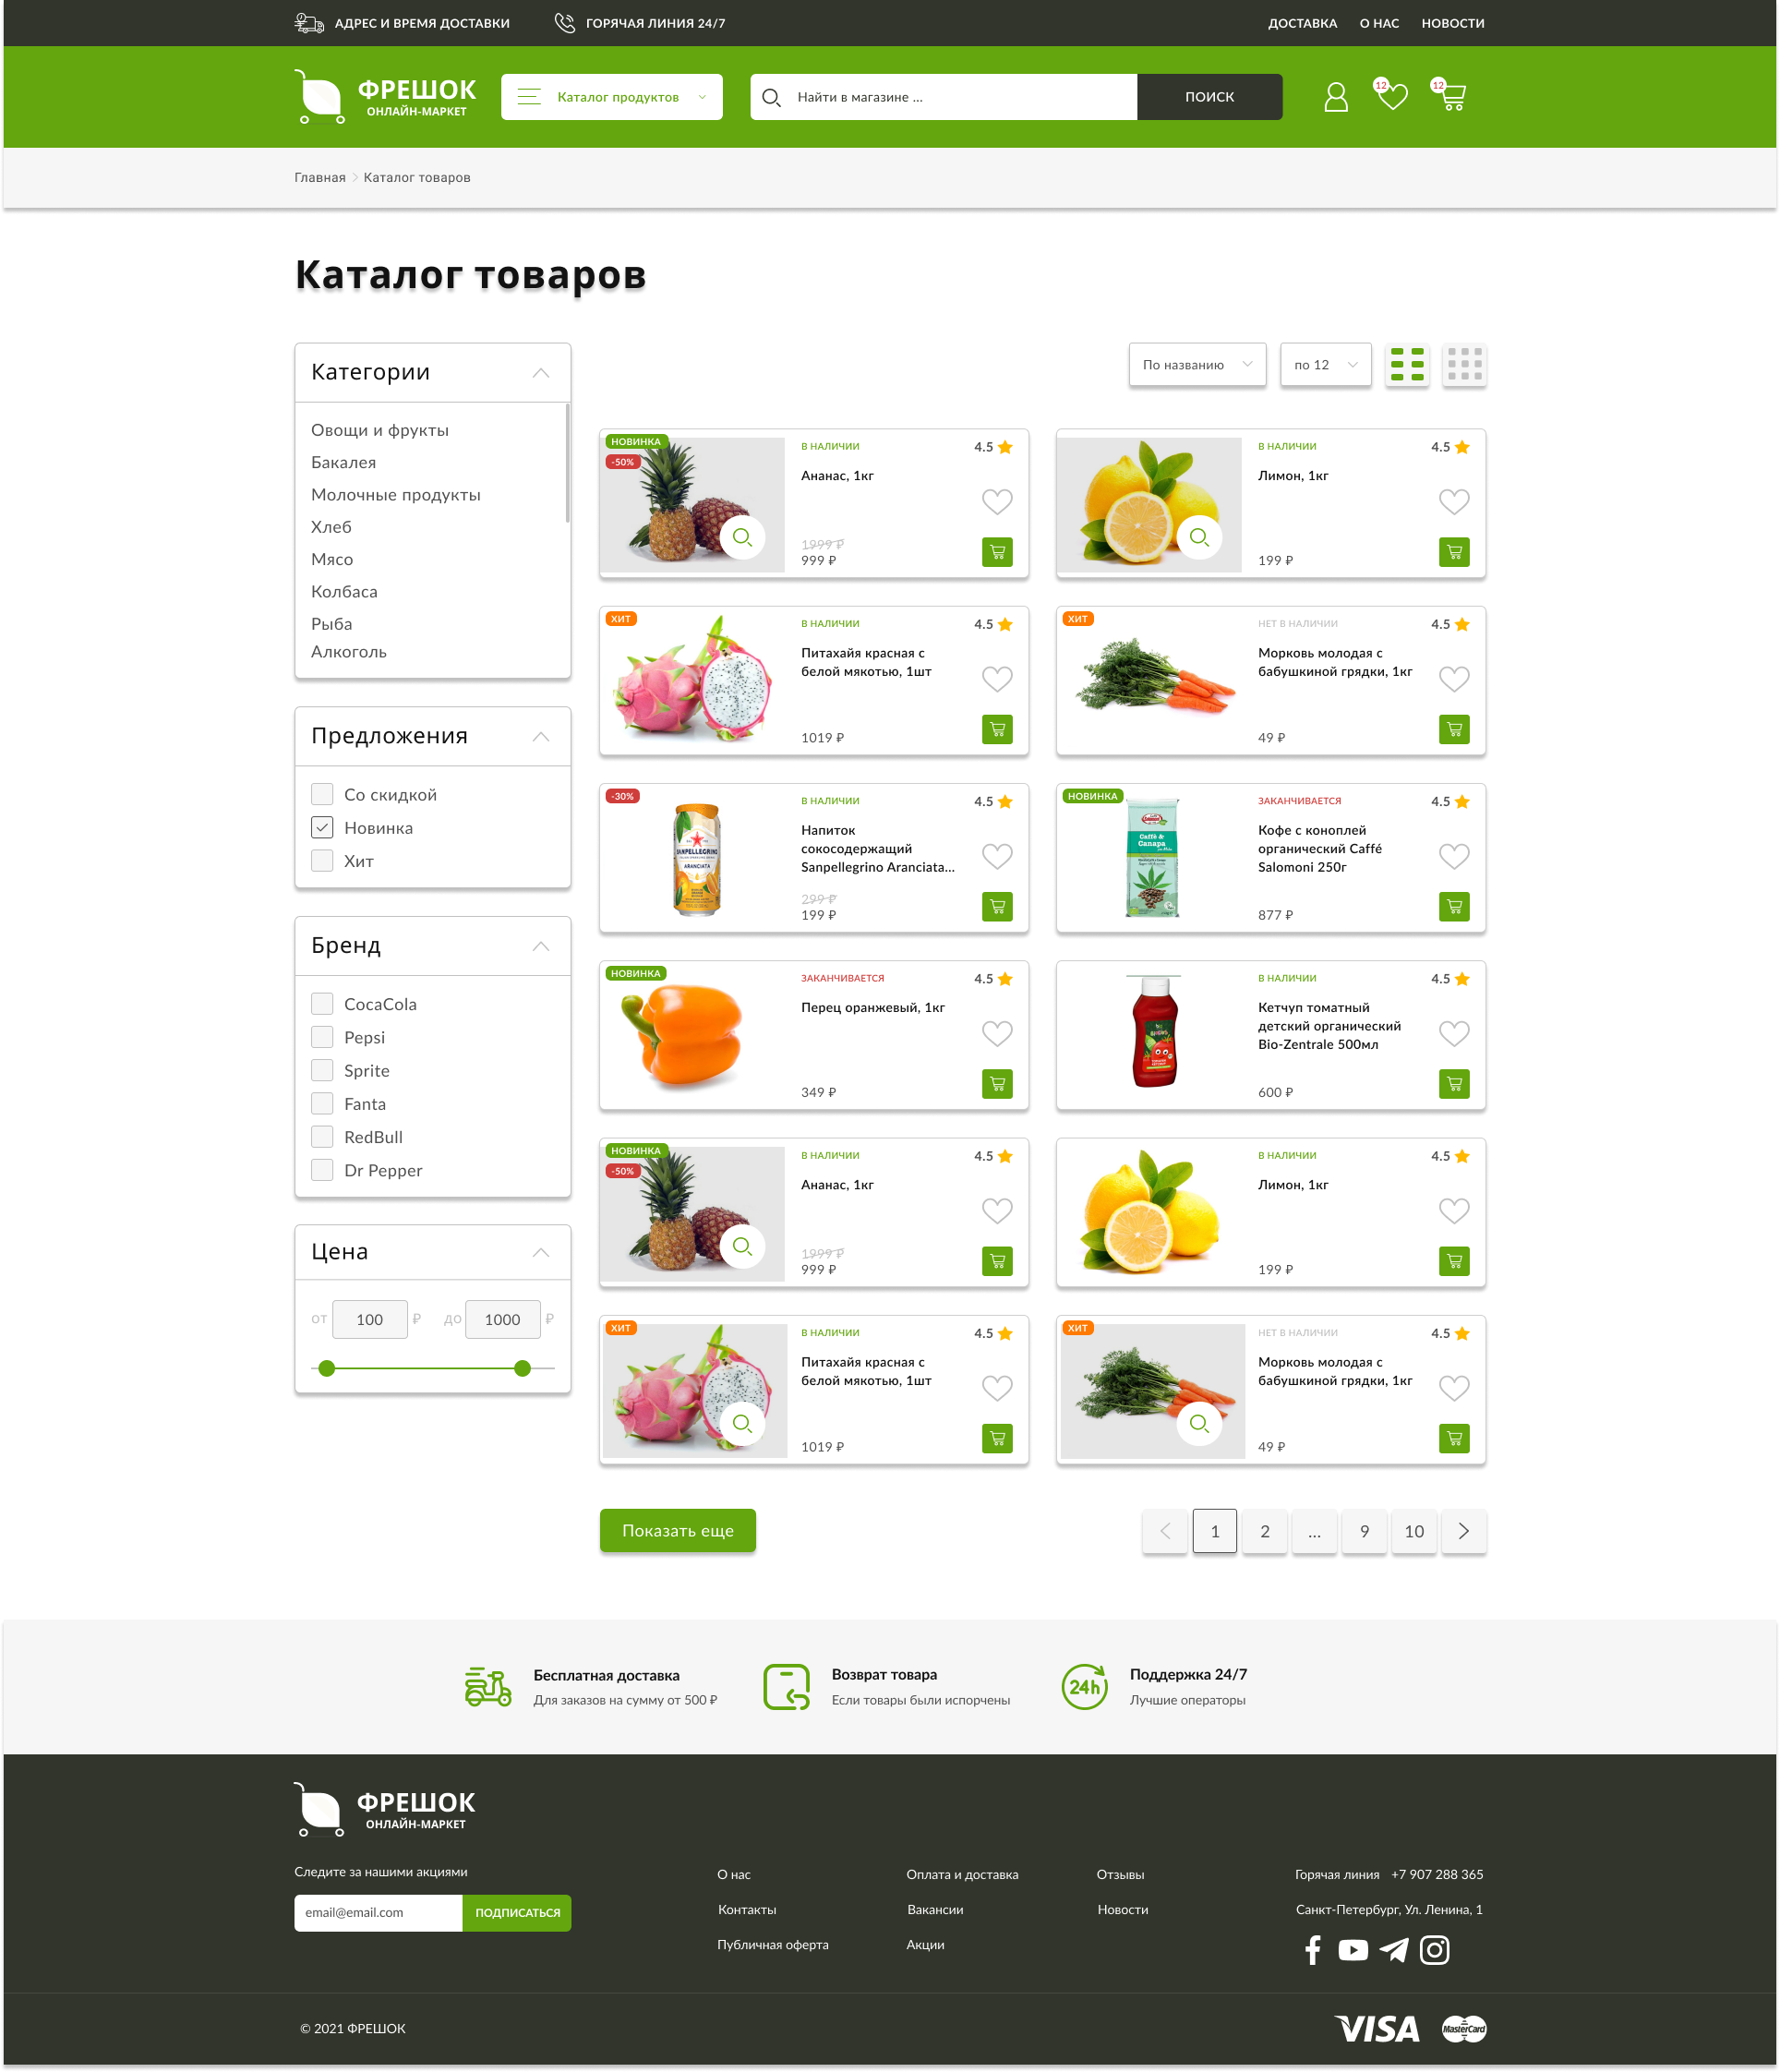 АДРЕС И ВРЕМЯ ДОСТАВКИ
ГОРЯЧАЯ ЛИНИЯ 24/7
ДОСТАВКА
О НАС
НОВОСТИ
ФРЕШОК
ОНЛАЙН-МАРКЕТ
Каталог продуктов
Найти в магазине ...
ПОИСК
12
12
Главная
Каталог товаров
Каталог товаров
Категории
Овощи и фрукты
Бакалея
Молочные продукты
Хлеб
Мясо
Колбаса
Рыба
Алкоголь
Предложения
Со скидкой
Новинка
Хит
Бренд
CocaCola
Pepsi
Sprite
Fanta
RedBull
Dr Pepper
Цена
от 100 ₽ до 1000 ₽
По названию
по 12
НОВИНКА
-50%
В НАЛИЧИИ
4.5
Ананас, 1кг
1999 ₽
999 ₽
В НАЛИЧИИ
4.5
Лимон, 1кг
199 ₽
ХИТ
В НАЛИЧИИ
4.5
Питахайя красная с
белой мякотью, 1шт
1019 ₽
ХИТ
НЕТ В НАЛИЧИИ
4.5
Морковь молодая с
бабушкиной грядки, 1кг
49 ₽
-30%
SANPELLEGRINO
ARANCIATA
В НАЛИЧИИ
4.5
Напиток
сокосодержащий
Sanpellegrino Aranciata...
299 ₽
199 ₽
НОВИНКА
Caffè &
Canapa
ЗАКАНЧИВАЕТСЯ
4.5
Кофе с коноплей
органический Caffé
Salomoni 250г
877 ₽
НОВИНКА
ЗАКАНЧИВАЕТСЯ
4.5
Перец оранжевый, 1кг
349 ₽
В НАЛИЧИИ
4.5
Кетчуп томатный
детский органический
Bio-Zentrale 500мл
600 ₽
НОВИНКА
-50%
В НАЛИЧИИ
4.5
Ананас, 1кг
1999 ₽
999 ₽
В НАЛИЧИИ
4.5
Лимон, 1кг
199 ₽
ХИТ
В НАЛИЧИИ
4.5
Питахайя красная с
белой мякотью, 1шт
1019 ₽
ХИТ
НЕТ В НАЛИЧИИ
4.5
Морковь молодая с
бабушкиной грядки, 1кг
49 ₽
Показать еще
1
2
...
9
10
Бесплатная доставка
Для заказов на сумму от 500 ₽
Возврат товара
Если товары были испорчены
24h
Поддержка 24/7
Лучшие операторы
ФРЕШОК
ОНЛАЙН-МАРКЕТ
Следите за нашими акциями
email@email.com
ПОДПИСАТЬСЯ
О нас
Контакты
Публичная оферта
Оплата и доставка
Вакансии
Акции
Отзывы
Новости
Горячая линия +7 907 288 365
Санкт-Петербург, Ул. Ленина, 1
© 2021 ФРЕШОК
VISA
MasterCard